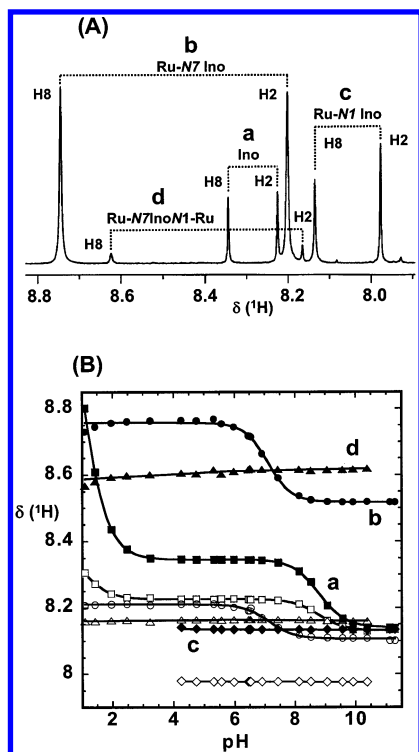 (A)
b
Ru-N7 Ino
H8
H2
c
Ru-N1 Ino
a
Ino
H8
H8
H2
H2
d
Ru-N7InoN1-Ru
H8
H2
8.8
8.6
8.4
8.2
8.0
δ (¹H)
(B)
8.8
d
8.6
δ (¹H)
b
8.4
a
8.2
c
8
2
4
6
8
10
pH